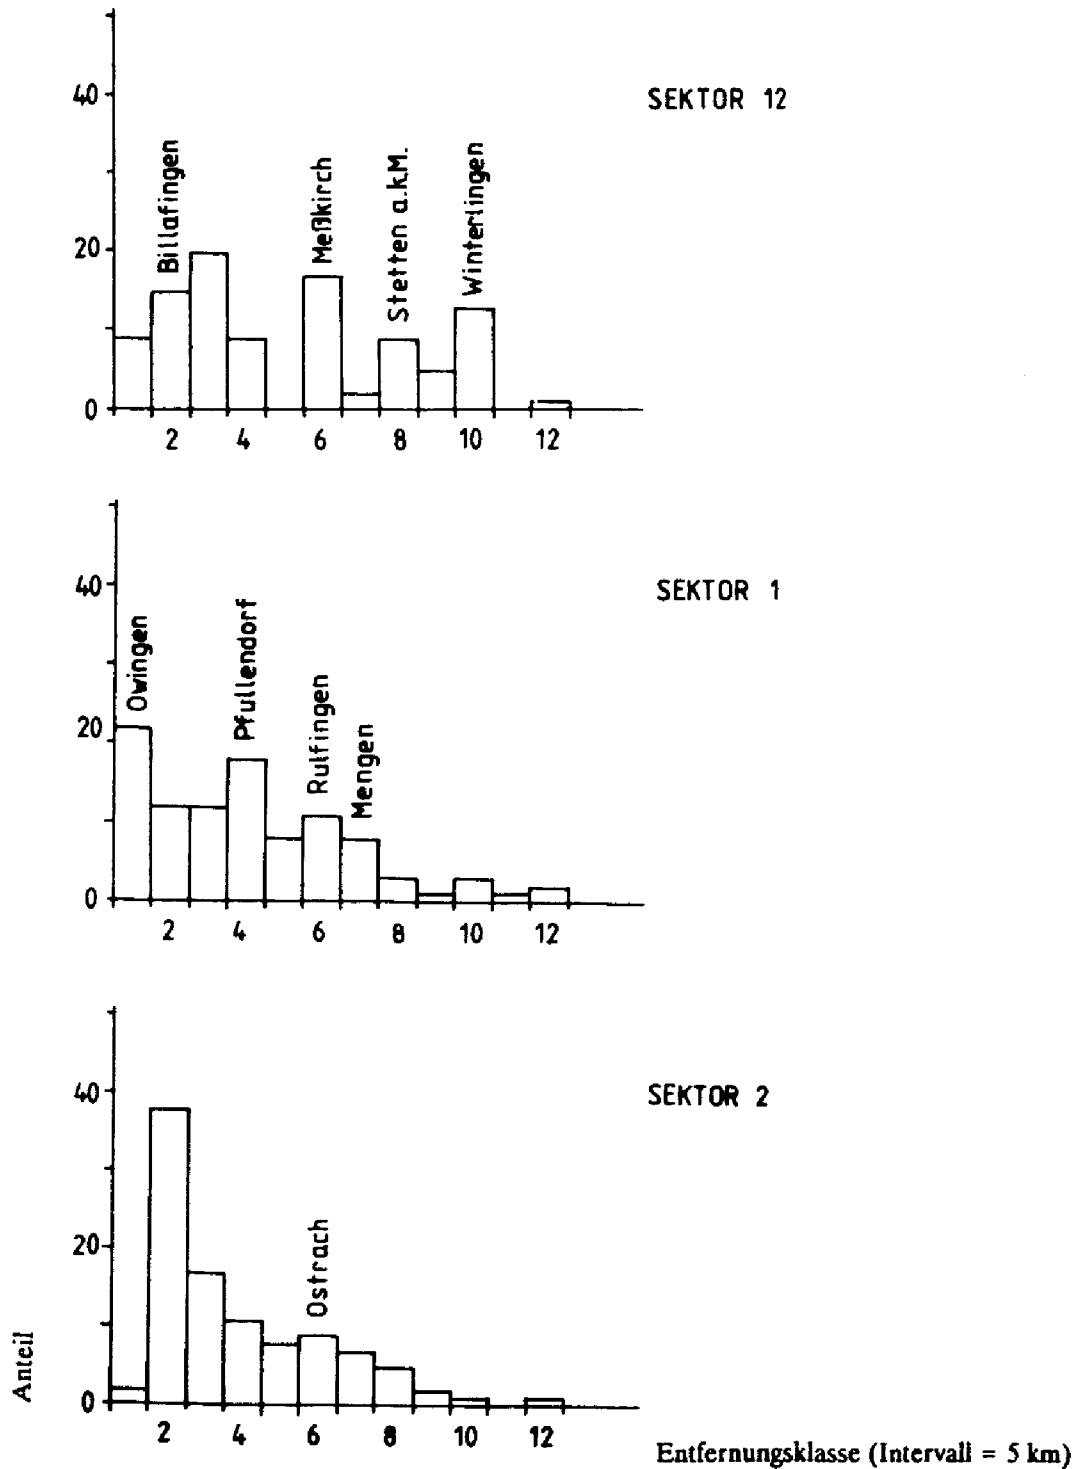 40
SEKTOR 12
Billafingen
Meßkirch
Stetten a.k.M.
Winterlingen
20
0
2 4 6 8 10 12
40
SEKTOR 1
Owingen
Pfullendorf
Rulfingen
Mengen
20
0
2 4 6 8 10 12
40
SEKTOR 2
20
Ostrach
Anteil
0
2 4 6 8 10 12
Entfernungsklasse (Intervall = 5 km)